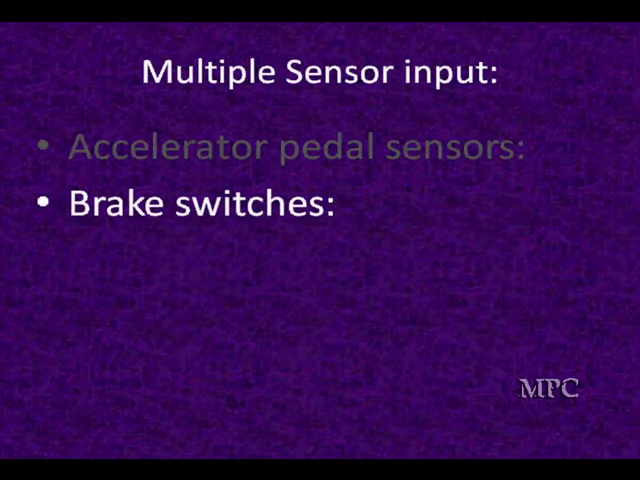 Multiple Sensor input:
• Accelerator pedal sensors:
• Brake switches:
MPC